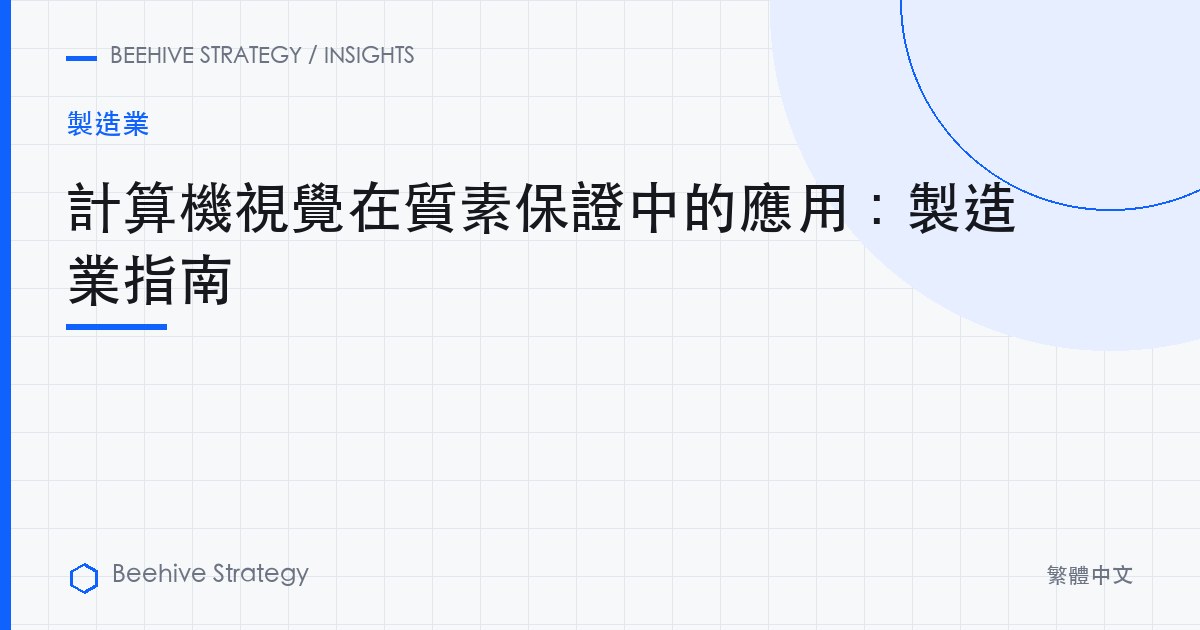 BEEHIVE STRATEGY / INSIGHTS
製造業
計算機視覺在質素保證中的應用：製造
業指南
Beehive Strategy
繁體中文